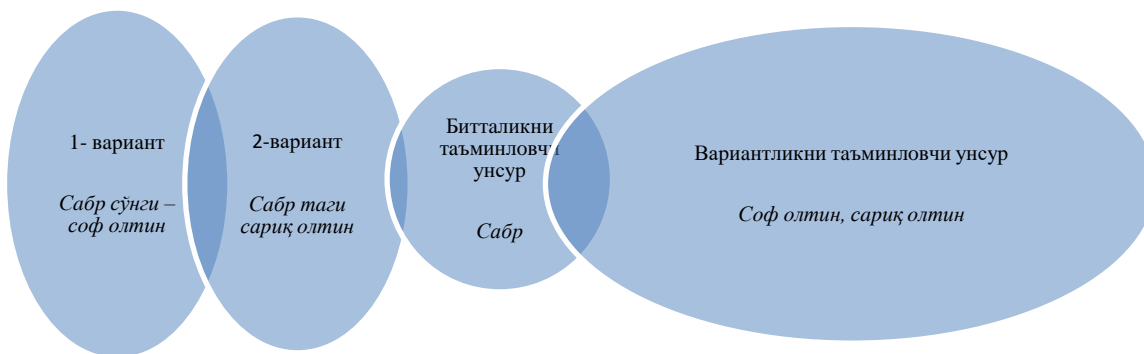 1- вариант
Сабр сўнги –
соф олтин
2-вариант
Сабр таги
сариқ олтин
Битталикни
таъминловчи
унсур
Сабр
Вариантликни таъминловчи унсур
Соф олтин, сариқ олтин